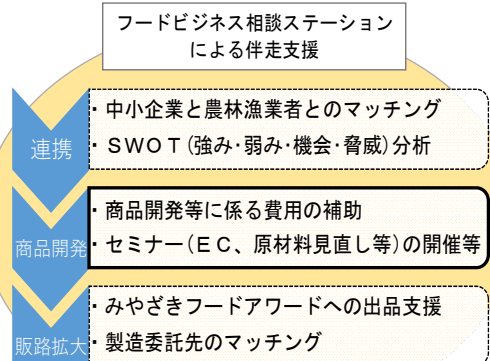 フードビジネス相談ステーション
による伴走支援
連携
・中小企業と農林漁業者とのマッチング
・ＳＷＯＴ(強み・弱み・機会・脅威)分析
商品開発
・商品開発等に係る費用の補助
・セミナー(ＥＣ、原材料見直し等)の開催等
販路拡大
・みやざきフードアワードへの出品支援
・製造委託先のマッチング